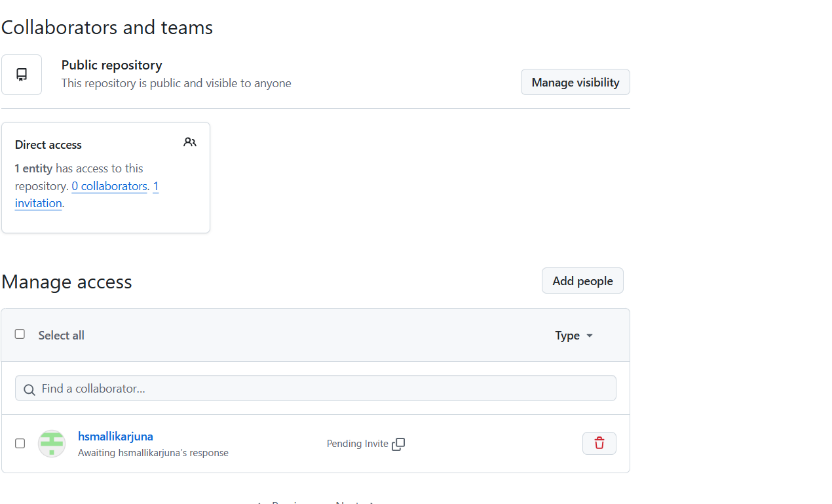 Collaborators and teams
Public repository
This repository is public and visible to anyone
Manage visibility
Direct access
1 entity has access to this
repository. 0 collaborators. 1
invitation.
Manage access
Add people
Select all
Type
Find a collaborator...
hsmallikarjuna
Awaiting hsmallikarjuna's response
Pending Invite